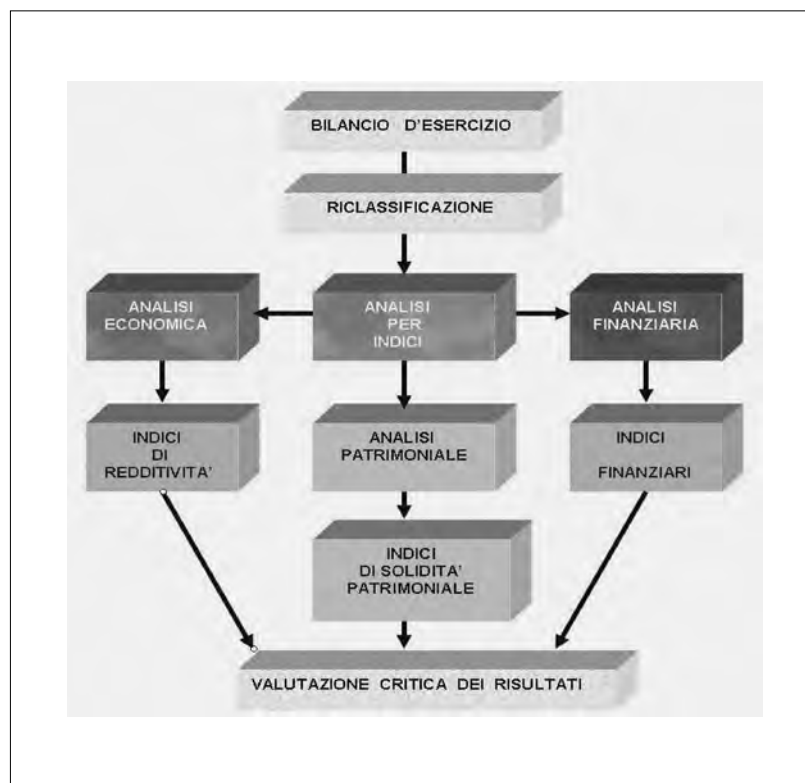 BILANCIO D'ESERCIZIO
RICLASSIFICAZIONE
ANALISI
ECONOMICA
ANALISI
PER
INDICI
ANALISI
FINANZIARIA
INDICI
DI
REDDITIVITA'
ANALISI
PATRIMONIALE
INDICI
FINANZIARI
INDICI
DI SOLIDITA'
PATRIMONIALE
VALUTAZIONE CRITICA DEI RISULTATI